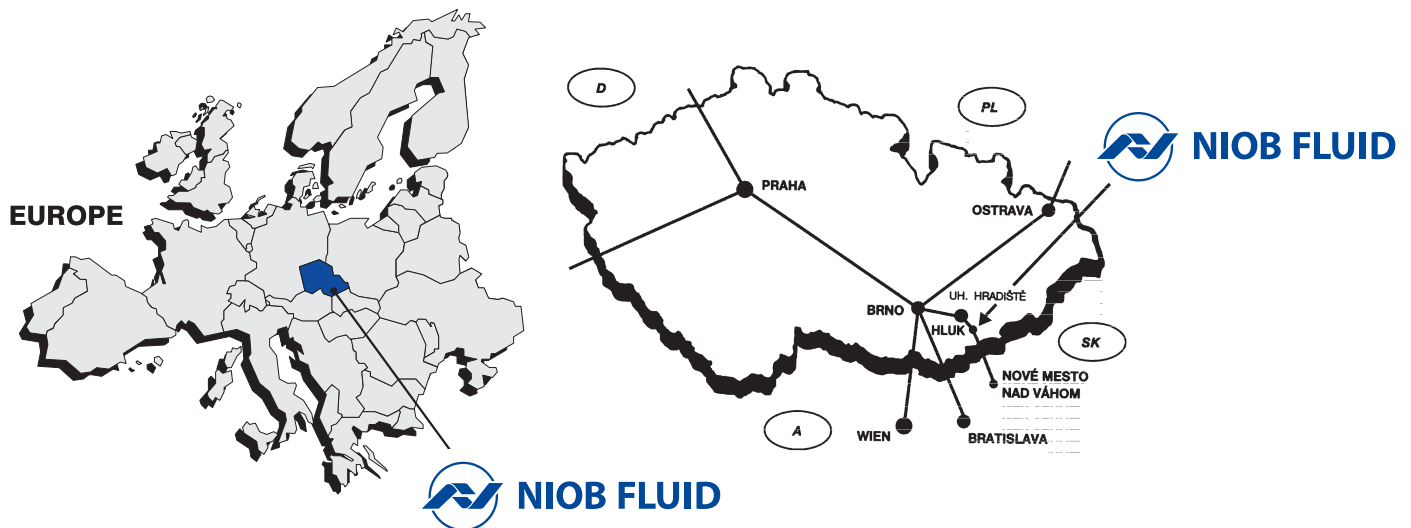 EUROPE
NIOB FLUID
D
PL
NIOB FLUID
PRAHA
OSTRAVA
UH. HRADIŠTĚ
BRNO
HLUK
SK
NOVÉ MESTO
NAD VÁHOM
A
WIEN
BRATISLAVA